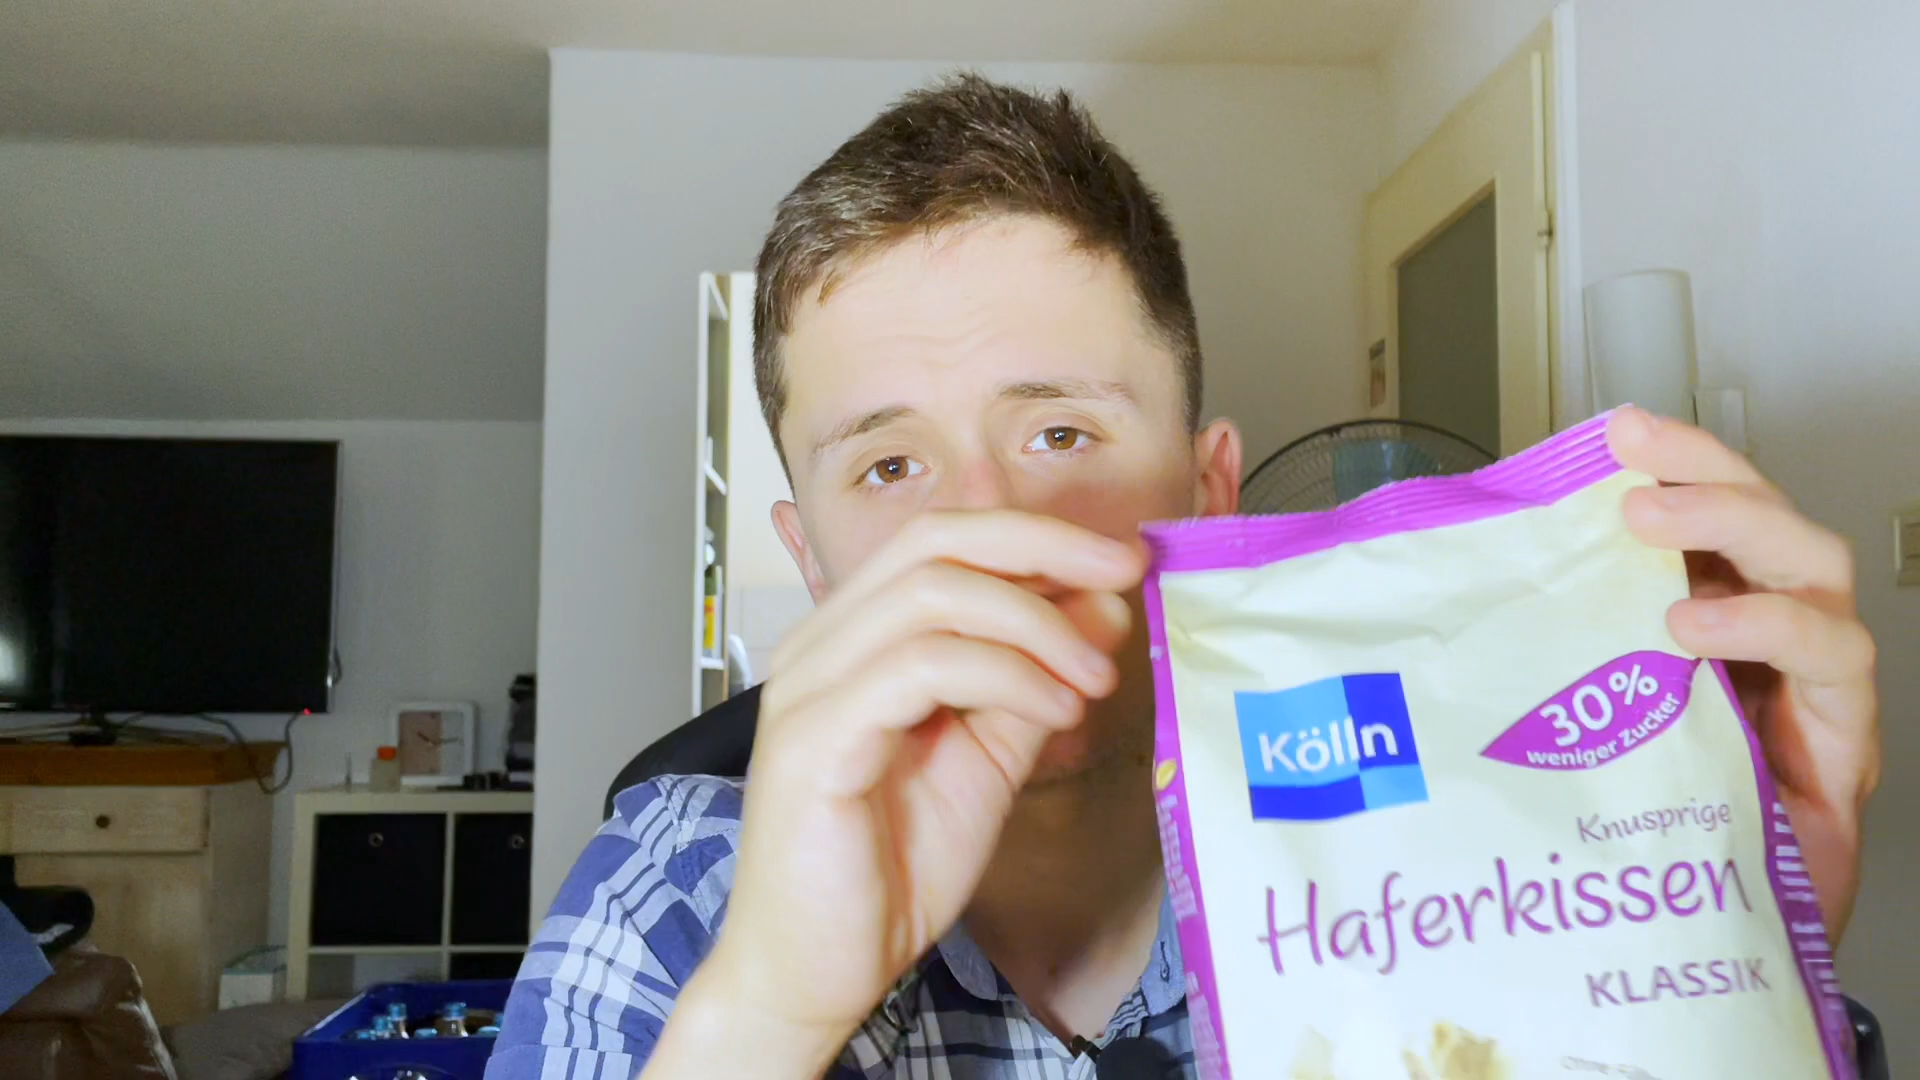 Kölln
30%
weniger Zucker
Knusprige
Haferkissen
KLASSIK